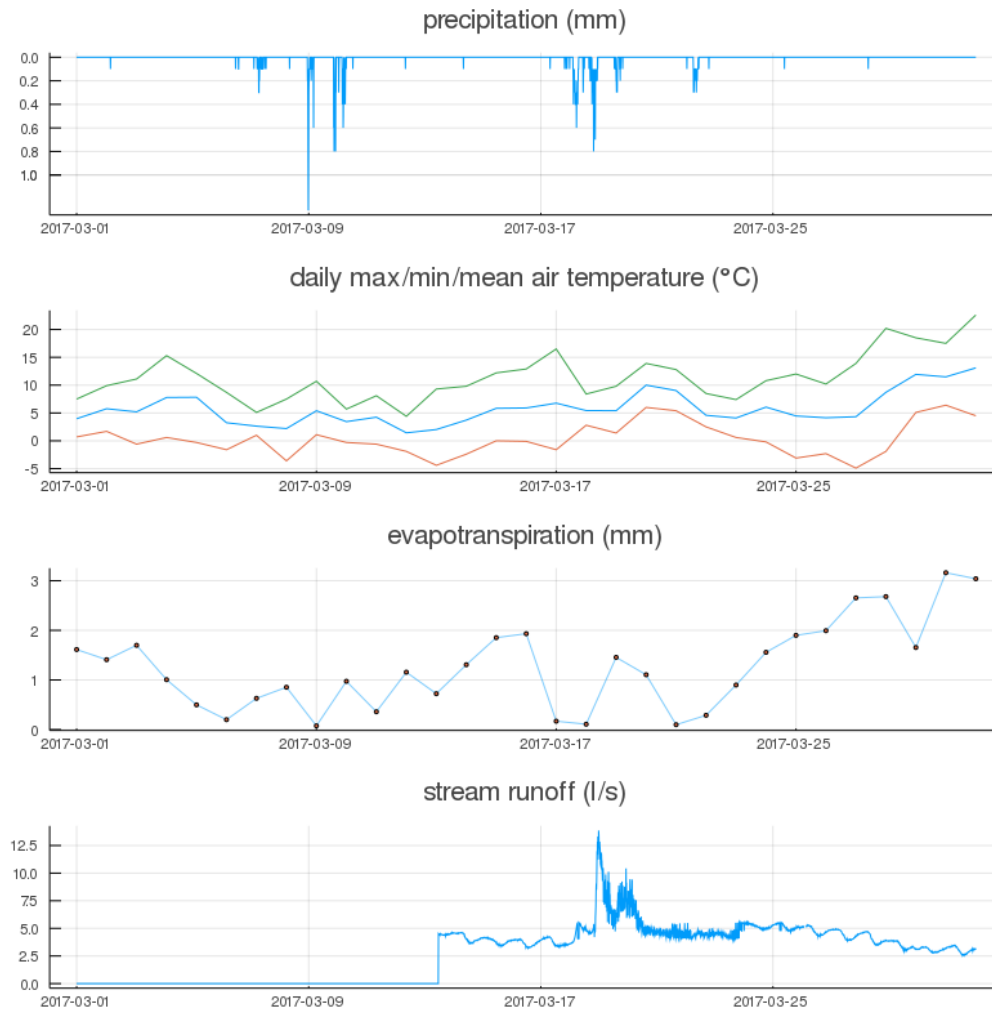 precipitation (mm)
0.0
0.2
0.4
0.6
0.8
1.0
2017-03-01 2017-03-09 2017-03-17 2017-03-25
daily max/min/mean air temperature (°C)
20
15
10
5
0
-5
2017-03-01 2017-03-09 2017-03-17 2017-03-25
evapotranspiration (mm)
3
2
1
0
2017-03-01 2017-03-09 2017-03-17 2017-03-25
stream runoff (l/s)
12.5
10.0
7.5
5.0
2.5
0.0
2017-03-01 2017-03-09 2017-03-17 2017-03-25